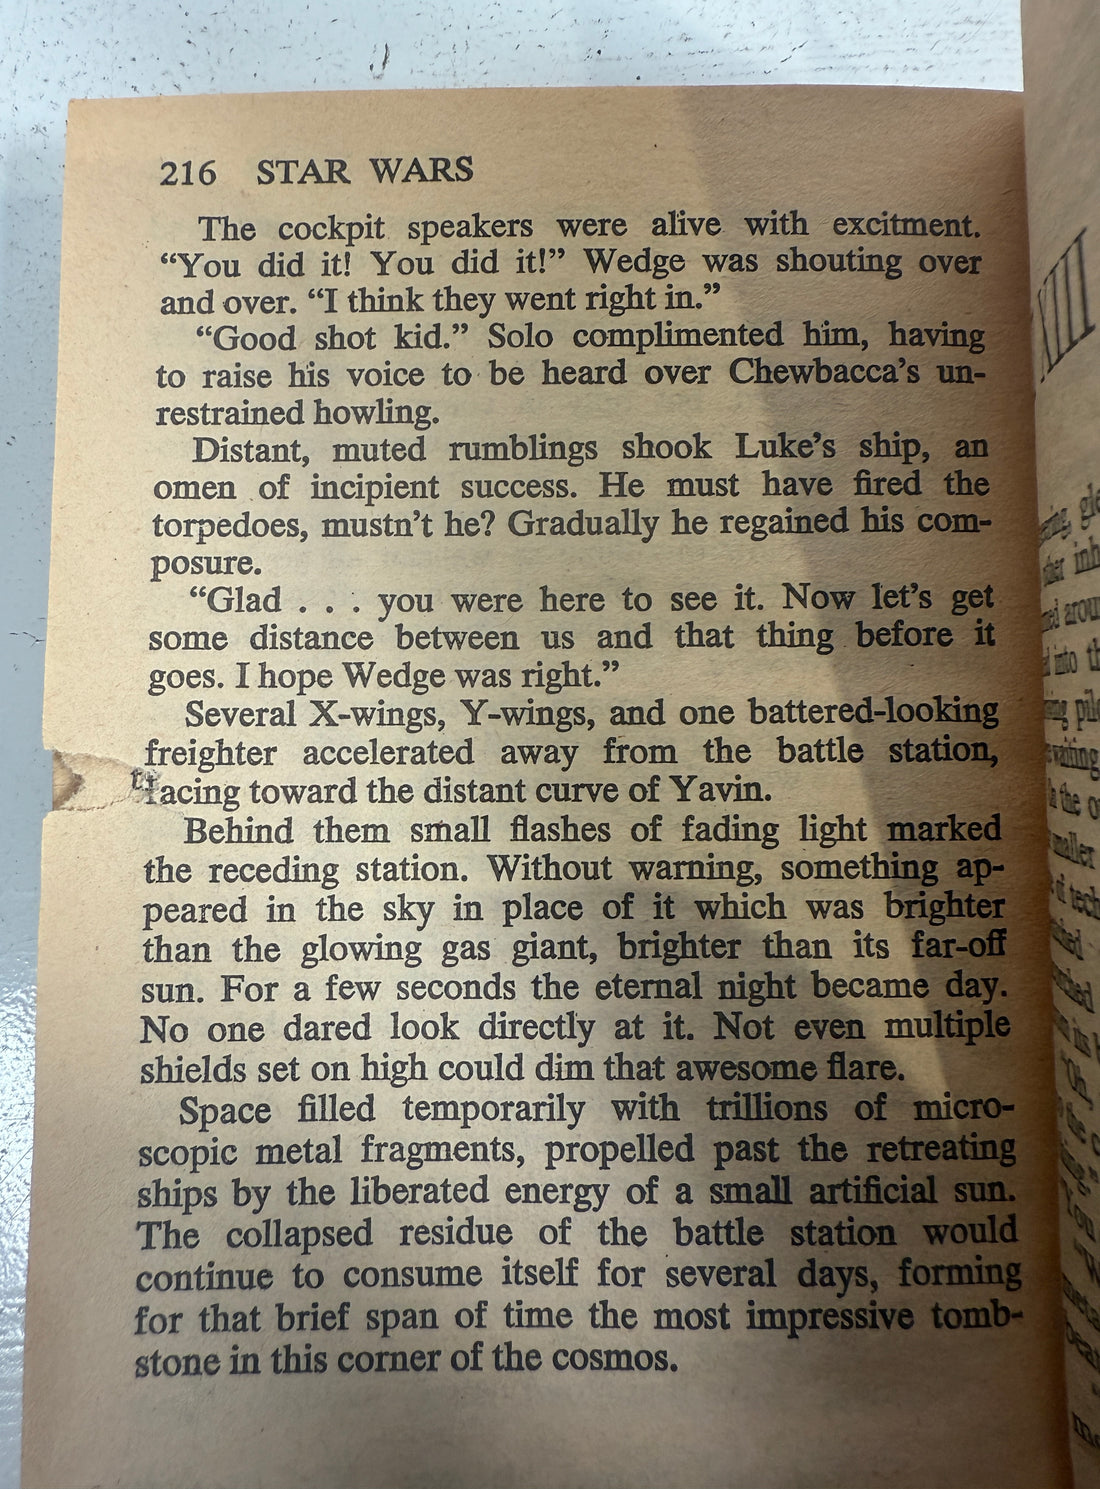 216 STAR WARS
The cockpit speakers were alive with excitment.
“You did it! You did it!” Wedge was shouting over
and over. “I think they went right in.”
“Good shot kid.” Solo complimented him, having
to raise his voice to be heard over Chewbacca’s un-
restrained howling.
Distant, muted rumblings shook Luke’s ship, an
omen of incipient success. He must have fired the
torpedoes, mustn’t he? Gradually he regained his com-
posure.
“Glad . . . you were here to see it. Now let’s get
some distance between us and that thing before it
goes. I hope Wedge was right.”
Several X-wings, Y-wings, and one battered-looking
freighter accelerated away from the battle station,
racing toward the distant curve of Yavin.
Behind them small flashes of fading light marked
the receding station. Without warning, something ap-
peared in the sky in place of it which was brighter
than the glowing gas giant, brighter than its far-off
sun. For a few seconds the eternal night became day.
No one dared look directly at it. Not even multiple
shields set on high could dim that awesome flare.
Space filled temporarily with trillions of micro-
scopic metal fragments, propelled past the retreating
ships by the liberated energy of a small artificial sun.
The collapsed residue of the battle station would
continue to consume itself for several days, forming
for that brief span of time the most impressive tomb-
stone in this corner of the cosmos.
XIII